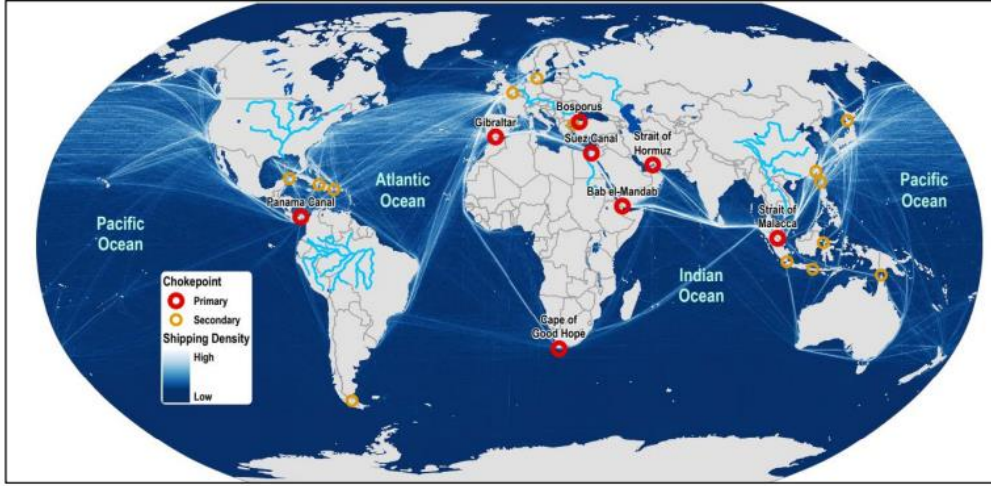 Bosporus
Gibraltar
Suez Canal
Strait of
Hormuz
Atlantic
Ocean
Bab el-Mandab
Pacific
Ocean
Panama Canal
Strait of
Malacca
Pacific
Ocean
Indian
Ocean
Chokepoint
Primary
Secondary
Shipping Density
High
Low
Cape of
Good Hope